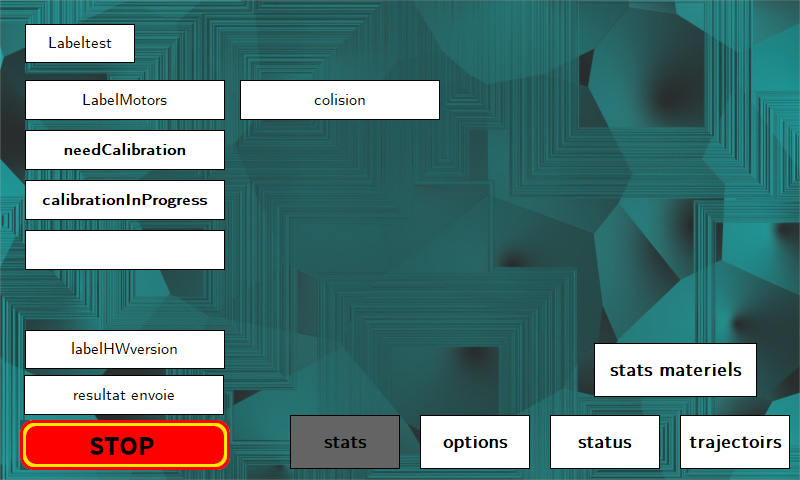 Labeltest
LabelMotors
colision
needCalibration
calibrationInProgress
labelHWversion
stats materiels
resultat envoie
STOP
stats
options
status
trajectoirs